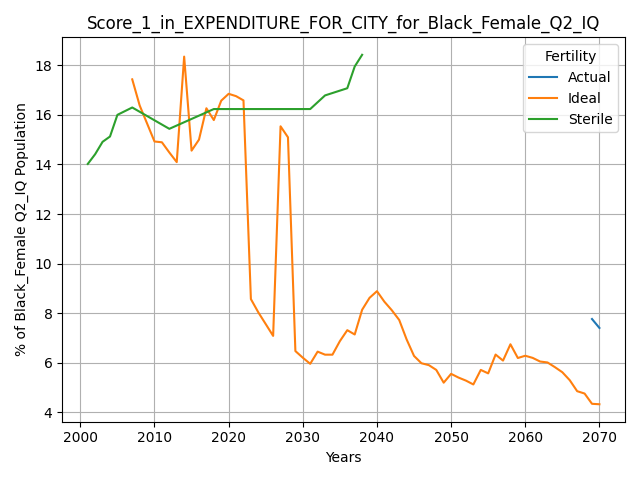 Score_1_in_EXPENDITURE_FOR_CITY_for_Black_Female_Q2_IQ
Fertility
Actual
Ideal
Sterile
% of Black_Female Q2_IQ Population
18
16
14
12
10
8
6
4
2000 2010 2020 2030 2040 2050 2060 2070
Years